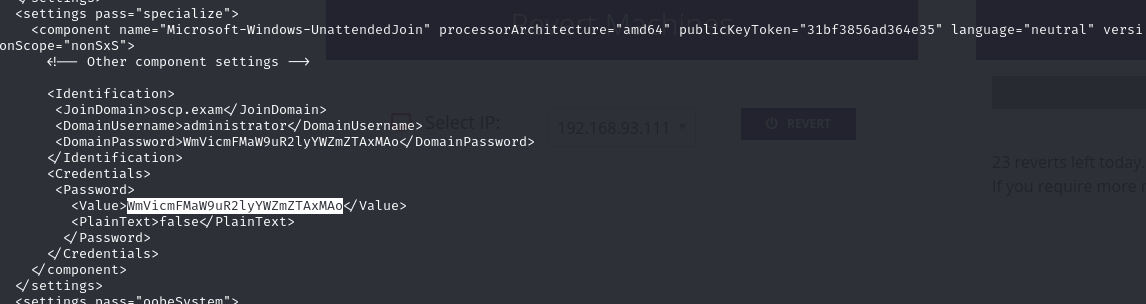 </settings>
<settings pass="specialize">
Revert Machines
<component name="Microsoft-Windows-UnattendedJoin" processorArchitecture="amd64" publicKeyToken="31bf3856ad364e35" language="neutral" versi
onScope="nonSxS">
<!-- Other component settings -->
<Identification>
<JoinDomain>oscp.exam</JoinDomain>
<DomainUsername>administrator</DomainUsername>
<DomainPassword>WmVicmFMaW9uR2lyYWZmZTAxMAo</DomainPassword>
</Identification>
<Credentials>
<Password>
<Value>WmVicmFMaW9uR2lyYWZmZTAxMAo</Value>
<PlainText>false</PlainText>
</Password>
</Credentials>
</component>
</settings>
<settings pass="oobeSystem">
Select IP:
192.168.93.111
REVERT
23 reverts left today.
If you require more